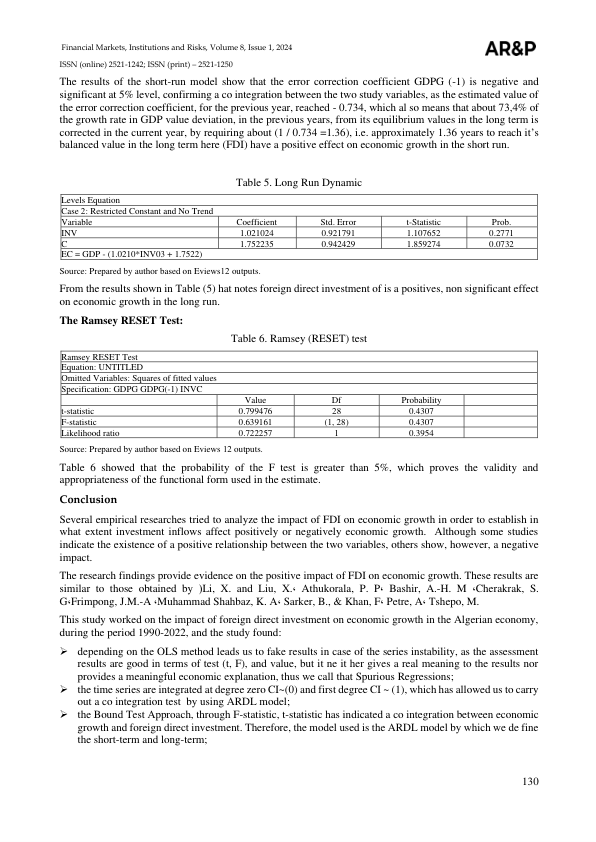 Financial Markets, Institutions and Risks, Volume 8, Issue 1, 2024
AR&P
ISSN (online) 2521-1242; ISSN (print) – 2521-1250
The results of the short-run model show that the error correction coefficient GDPG (-1) is negative and
significant at 5% level, confirming a co integration between the two study variables, as the estimated value of
the error correction coefficient, for the previous year, reached - 0.734, which al so means that about 73,4% of
the growth rate in GDP value deviation, in the previous years, from its equilibrium values in the long term is
corrected in the current year, by requiring about (1 / 0.734 =1.36), i.e. approximately 1.36 years to reach it's
balanced value in the long term here (FDI) have a positive effect on economic growth in the short run.
Table 5. Long Run Dynamic
Levels Equation
Case 2: Restricted Constant and No Trend
Variable Coefficient Std. Error t-Statistic Prob.
INV 1.021024 0.921791 1.107652 0.2771
C 1.752235 0.942429 1.859274 0.0732
EC = GDP - (1.0210*INV03 + 1.7522)
Source: Prepared by author based on Eviews12 outputs.
From the results shown in Table (5) hat notes foreign direct investment of is a positives, non significant effect
on economic growth in the long run.
The Ramsey RESET Test:
Table 6. Ramsey (RESET) test
Ramsey RESET Test
Equation: UNTITLED
Omitted Variables: Squares of fitted values
Specification: GDPG GDPG(-1) INVC
Value Df Probability
t-statistic 0.799476 28 0.4307
F-statistic 0.639161 (1, 28) 0.4307
Likelihood ratio 0.722257 1 0.3954
Source: Prepared by author based on Eviews 12 outputs.
Table 6 showed that the probability of the F test is greater than 5%, which proves the validity and
appropriateness of the functional form used in the estimate.
Conclusion
Several empirical researches tried to analyze the impact of FDI on economic growth in order to establish in
what extent investment inflows affect positively or negatively economic growth. Although some studies
indicate the existence of a positive relationship between the two variables, others show, however, a negative
impact.
The research findings provide evidence on the positive impact of FDI on economic growth. These results are
similar to those obtained by )Li, X. and Liu, X.، Athukorala, P. P، Bashir, A.-H. M ،Cherakrak, S.
G،Frimpong, J.M.-A ،Muhammad Shahbaz, K. A، Sarker, B., & Khan, F، Petre, A، Tshepo, M.
This study worked on the impact of foreign direct investment on economic growth in the Algerian economy,
during the period 1990-2022, and the study found:
➢ depending on the OLS method leads us to fake results in case of the series instability, as the assessment
results are good in terms of test (t, F), and value, but it ne it her gives a real meaning to the results nor
provides a meaningful economic explanation, thus we call that Spurious Regressions;
➢ the time series are integrated at degree zero CI~(0) and first degree CI ~ (1), which has allowed us to carry
out a co integration test by using ARDL model;
➢ the Bound Test Approach, through F-statistic, t-statistic has indicated a co integration between economic
growth and foreign direct investment. Therefore, the model used is the ARDL model by which we de fine
the short-term and long-term;
130